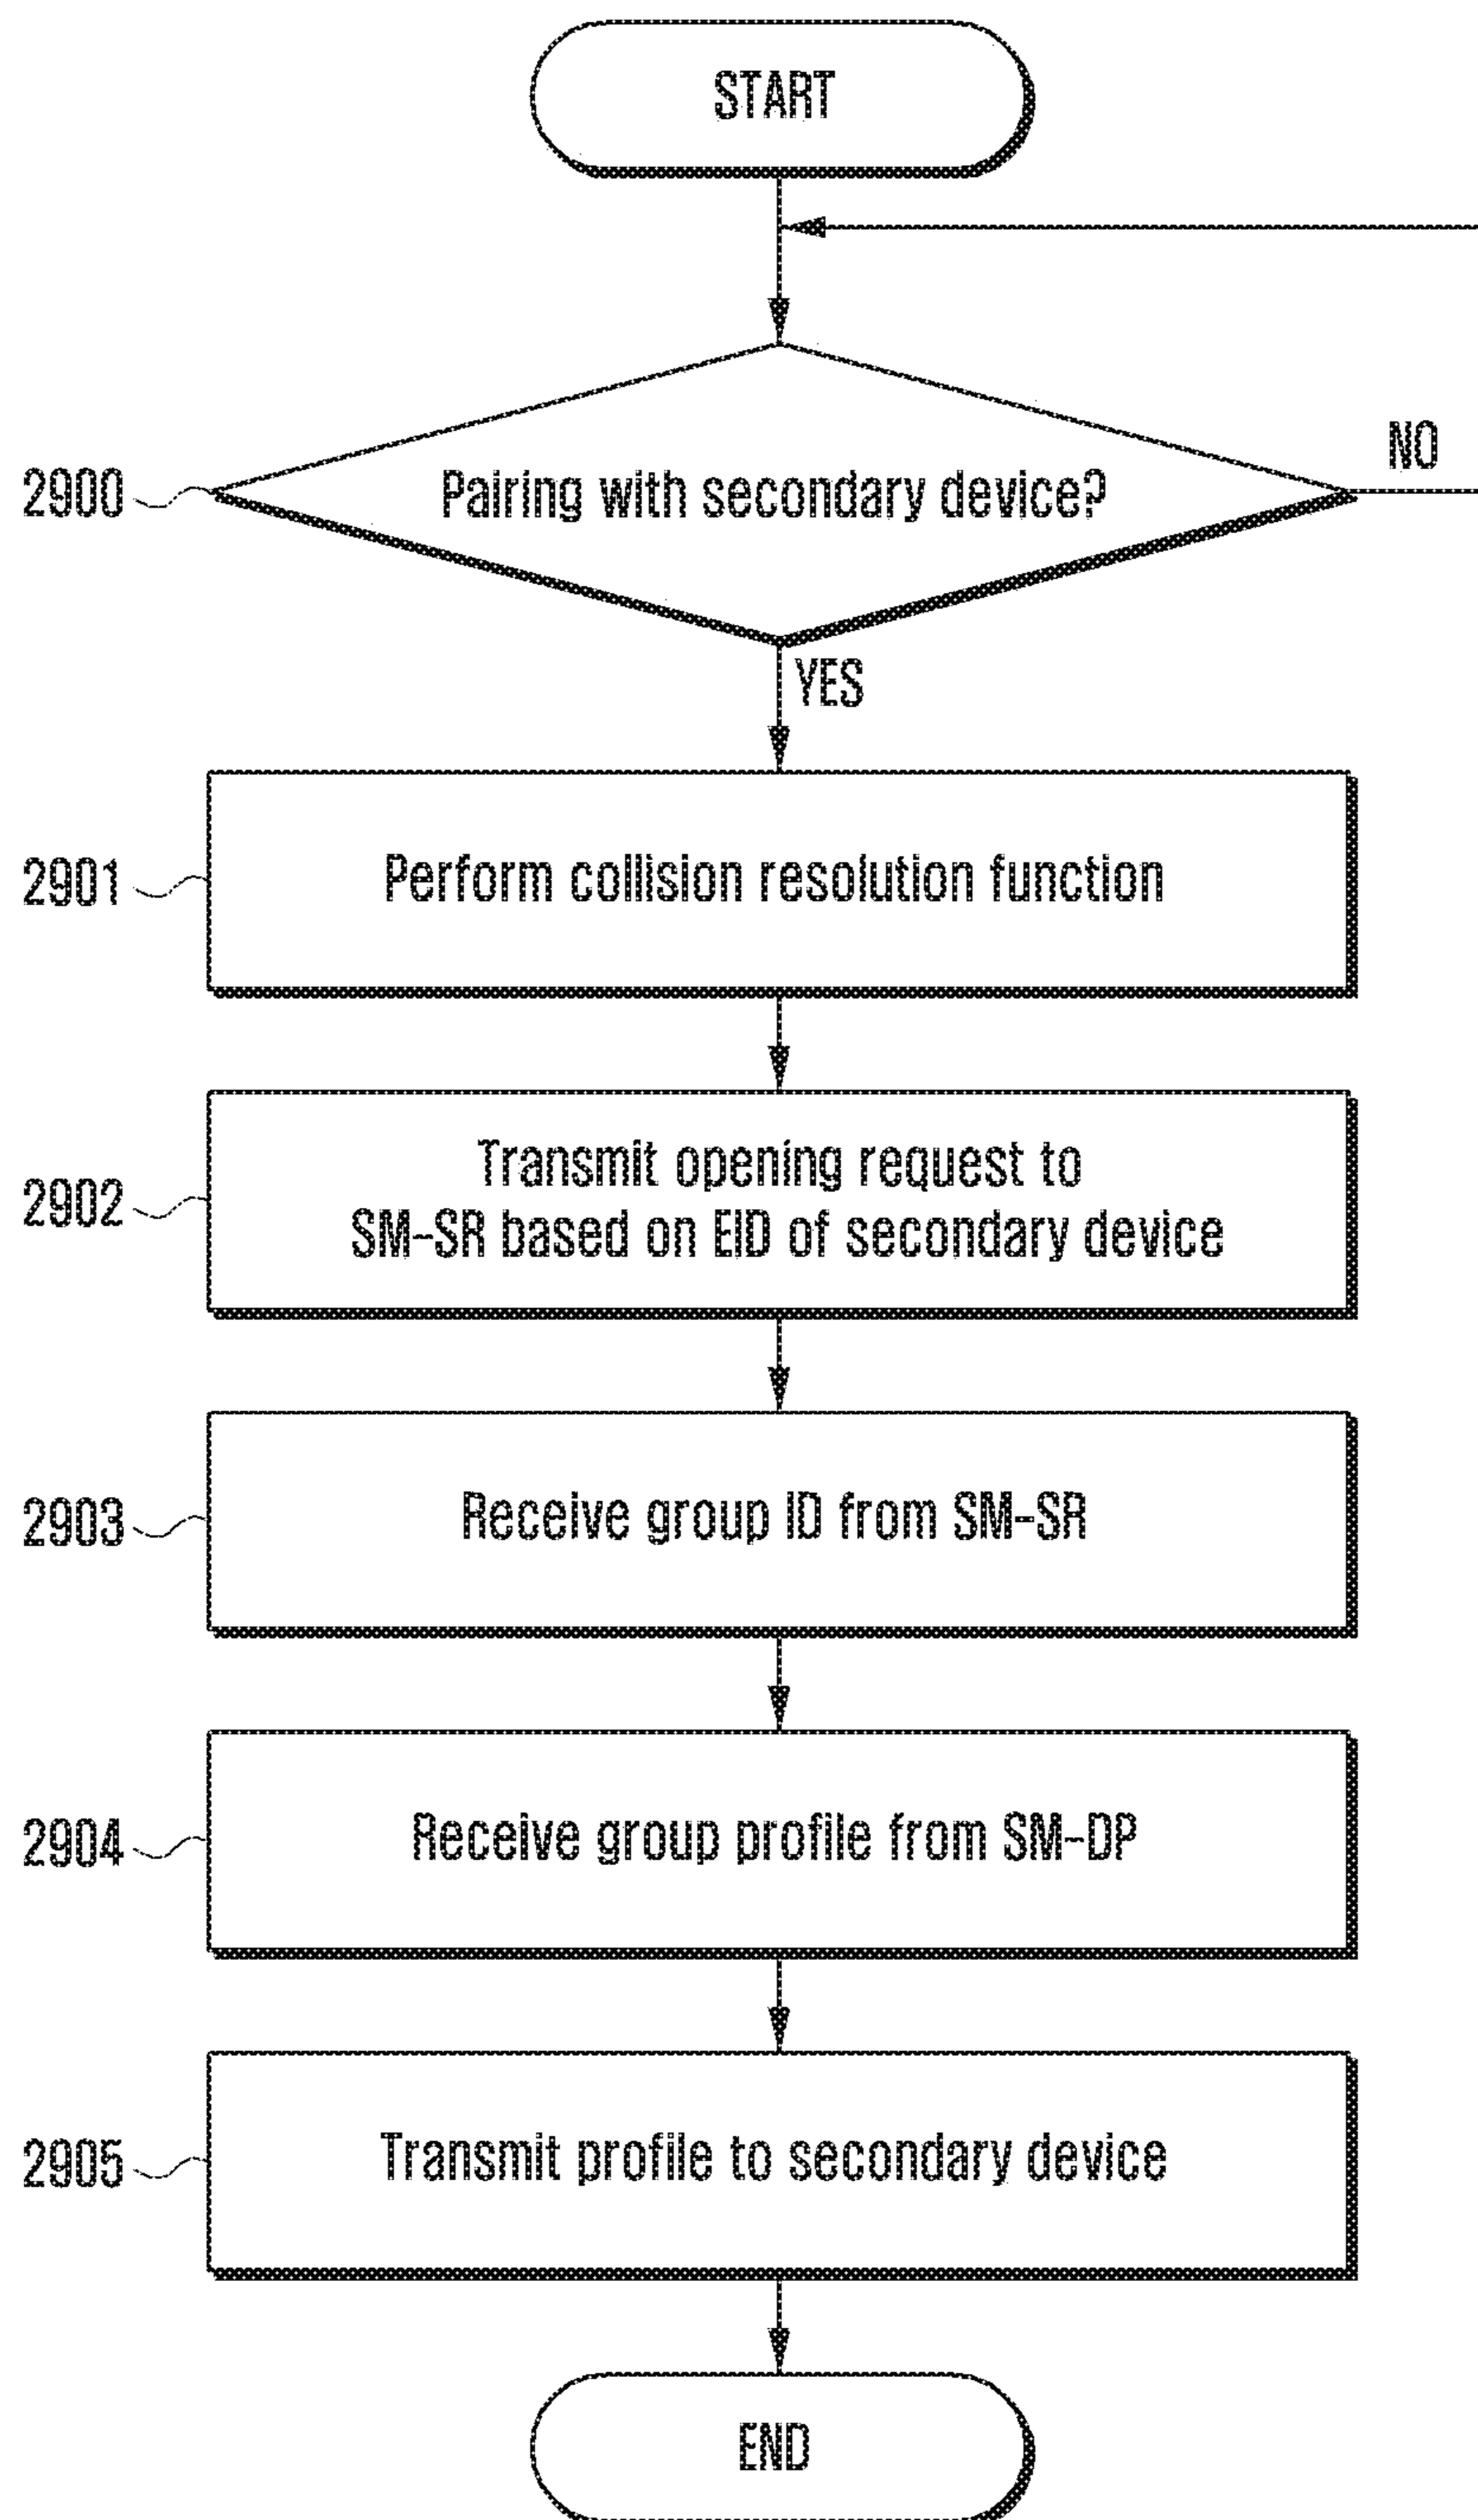 START
2900
Pairing with secondary device?
NO
YES
2901
Perform collision resolution function
2902
Transmit opening request to
SM-SR based on EID of secondary device
2903
Receive group ID from SM-SR
2904
Receive group profile from SM-DP
2905
Transmit profile to secondary device
END